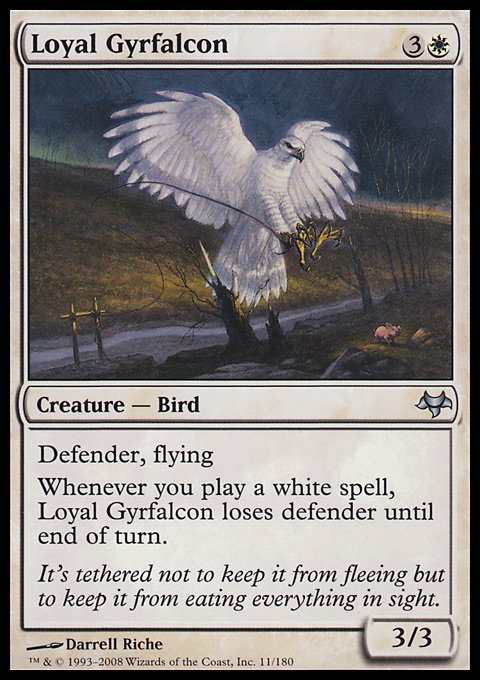 Loyal Gyrfalcon 3
Creature — Bird
Defender, flying
Whenever you play a white spell,
Loyal Gyrfalcon loses defender until
end of turn.
It's tethered not to keep it from fleeing but
to keep it from eating everything in sight.
Darrell Riche
3/3
™ & © 1993–2008 Wizards of the Coast, Inc. 11/180